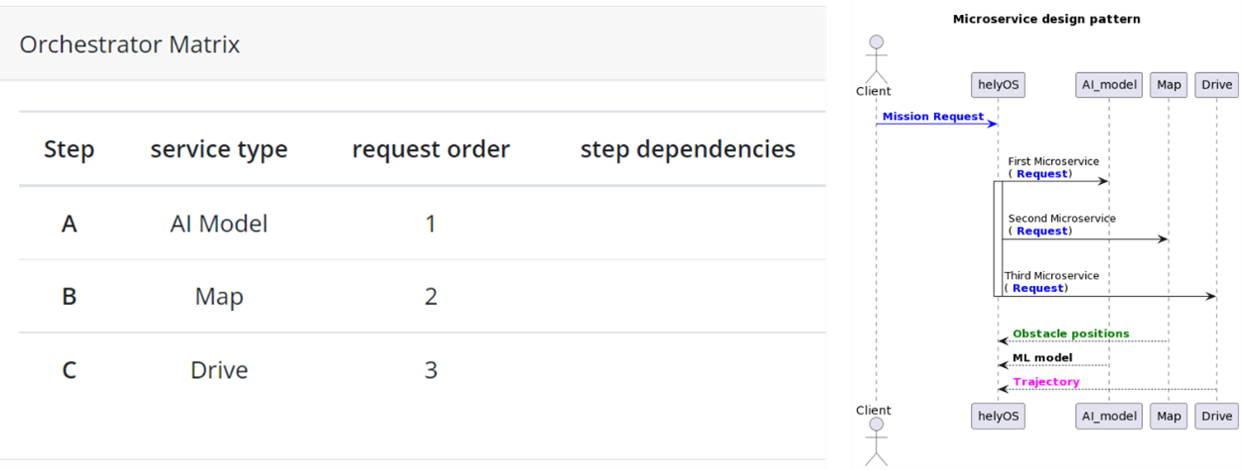 Orchestrator Matrix
Step service type request order step dependencies
A AI Model 1
B Map 2
C Drive 3
Microservice design pattern
Client helyOS AI_model Map Drive
Mission Request
First Microservice
( Request)
Second Microservice
( Request)
Third Microservice
( Request)
Obstacle positions
ML model
Trajectory
Client helyOS AI_model Map Drive